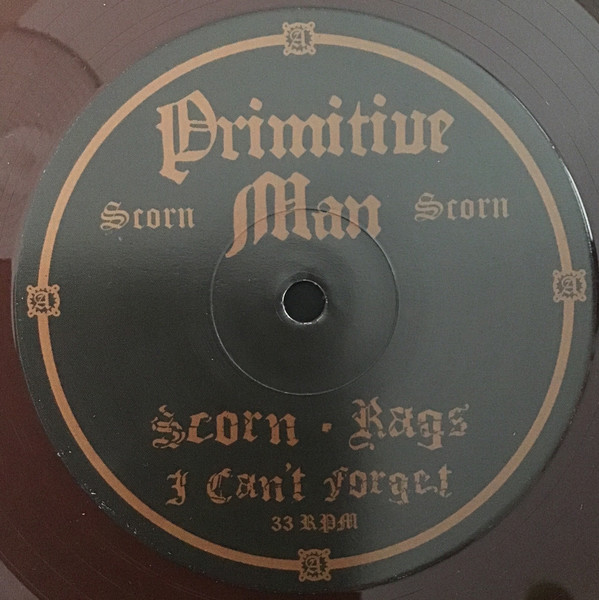 A
Primitive
Scorn
Man
Scorn
A
A
Scorn · Rags
I Can't Forget
33 RPM
A